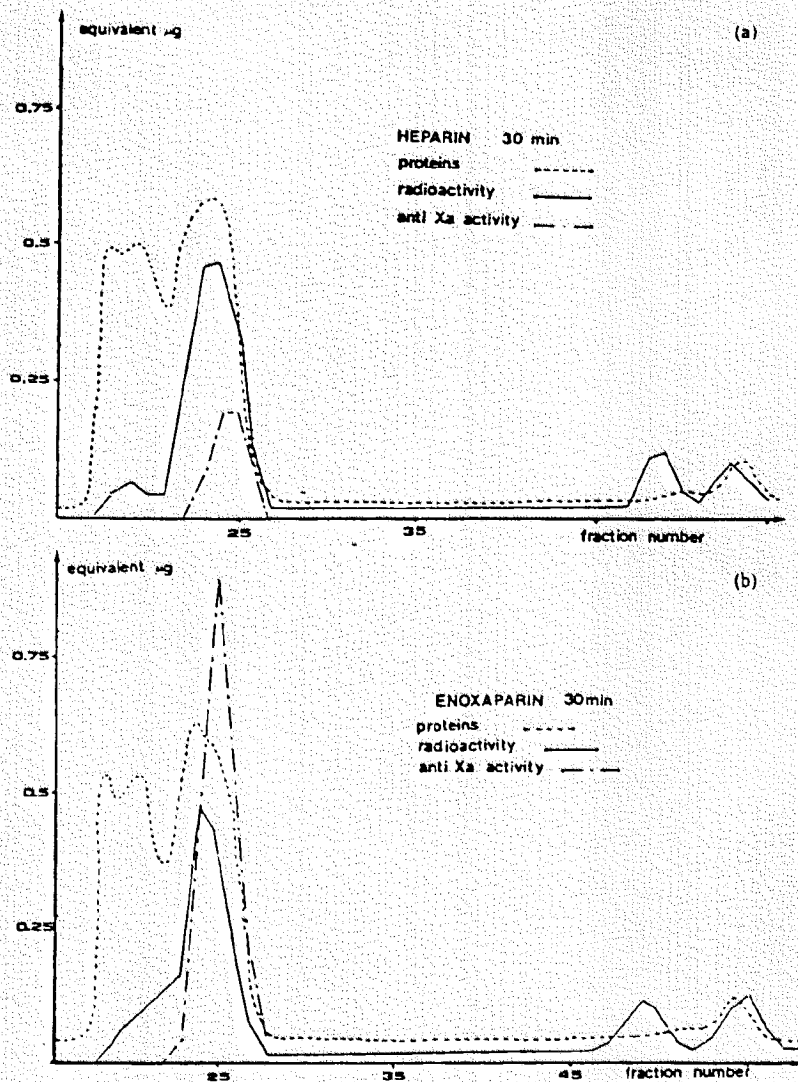 equivalent µg
(a)
0.75
HEPARIN 30 min
proteins
radioactivity
anti Xa activity
0.5
0.25
25
35
fraction number
equivalent µg
(b)
0.75
ENOXAPARIN 30min
proteins
radioactivity
anti Xa activity
0.5
0.25
25
35
45
fraction number